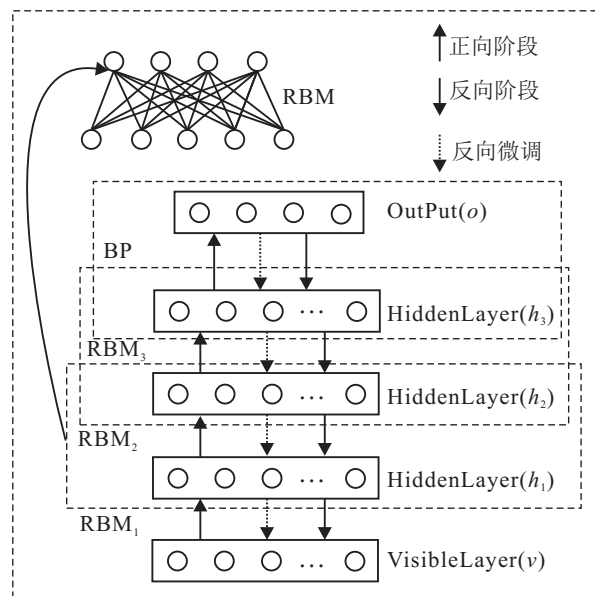 正向阶段
RBM
反向阶段
反向微调
OutPut(o)
BP
HiddenLayer(h₃)
RBM₃
HiddenLayer(h₂)
RBM₂
HiddenLayer(h₁)
RBM₁
VisibleLayer(v)